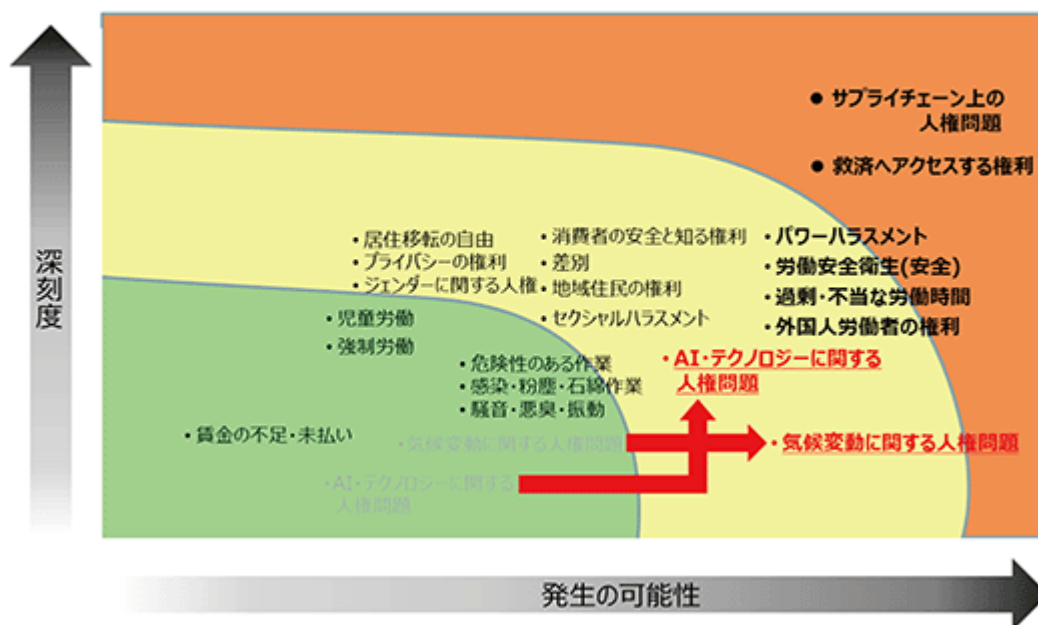 ● サプライチェーン上の
人権問題
● 救済へアクセスする権利
深刻度
・居住移転の自由
・プライバシーの権利
・ジェンダーに関する人権
・消費者の安全と知る権利
・差別
・地域住民の権利
・セクシャルハラスメント
・パワーハラスメント
・労働安全衛生(安全)
・過剰・不当な労働時間
・外国人労働者の権利
・児童労働
・強制労働
・危険性のある作業
・感染・粉塵・石綿作業
・騒音・悪臭・振動
・AI・テクノロジーに関する
人権問題
・賃金の不足・未払い
・気候変動に関する人権問題
・気候変動に関する人権問題
・AI・テクノロジーに関する
人権問題
発生の可能性